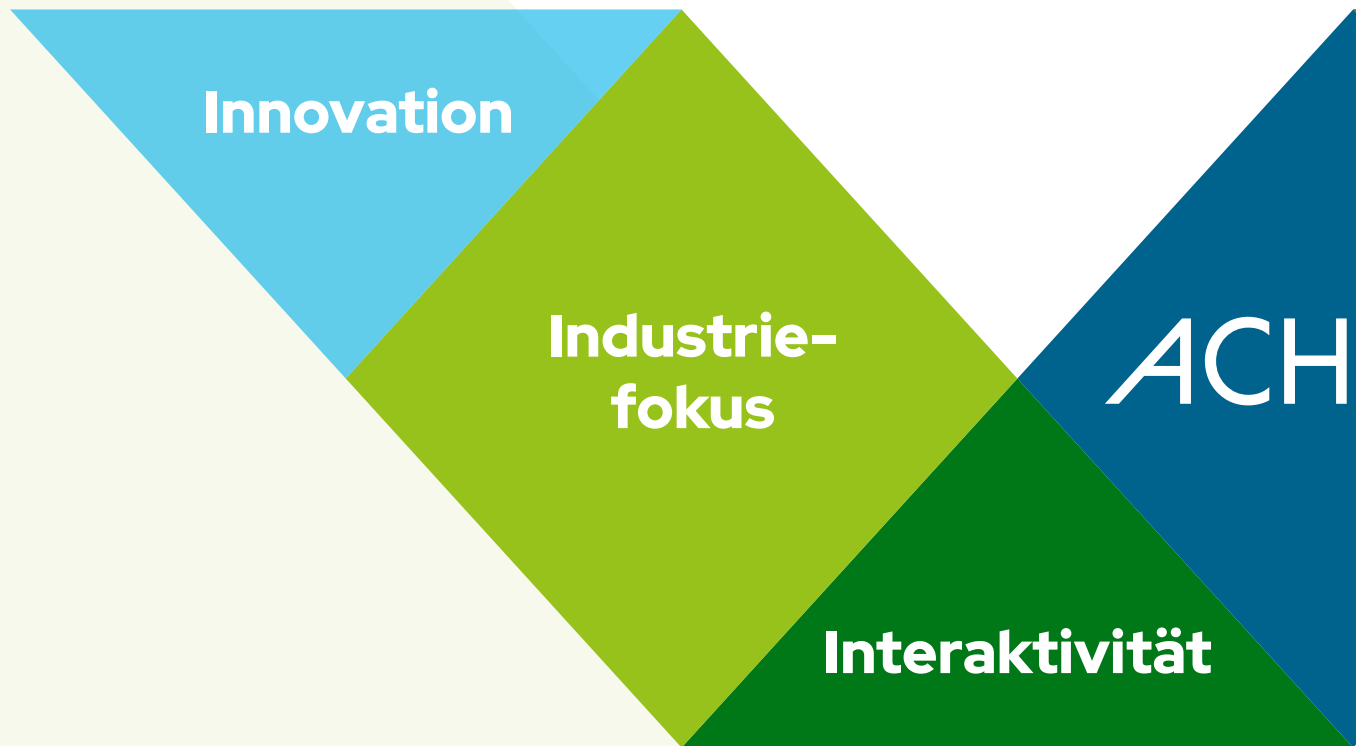 Innovation
Industrie-
fokus
ACH
Interaktivität